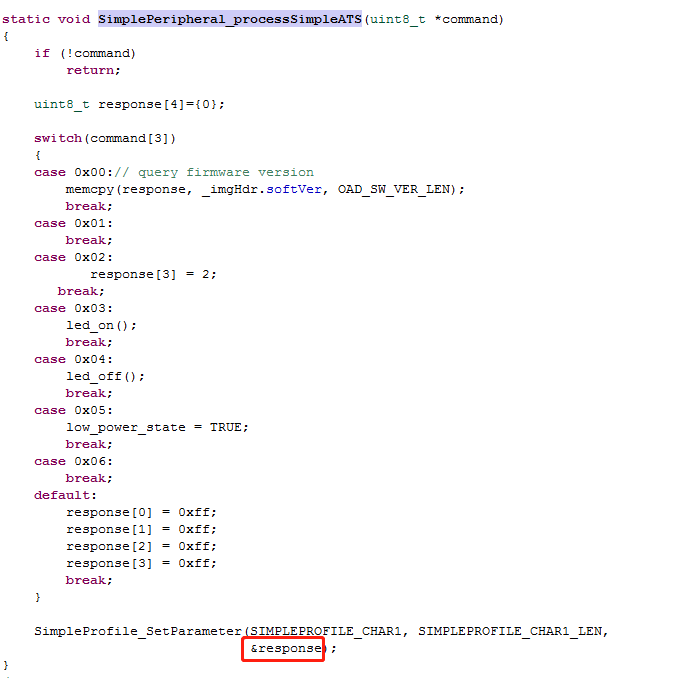 static void SimplePeripheral_processSimpleATS(uint8_t *command)
{
    if (!command)
        return;
    uint8_t response[4]={0};
    switch(command[3])
    {
    case 0x00:// query firmware version
        memcpy(response, _imgHdr.softVer, OAD_SW_VER_LEN);
        break;
    case 0x01:
        break;
    case 0x02:
           response[3] = 2;
       break;
    case 0x03:
        led_on();
        break;
    case 0x04:
        led_off();
        break;
    case 0x05:
        low_power_state = TRUE;
        break;
    case 0x06:
        break;
    default:
        response[0] = 0xff;
        response[1] = 0xff;
        response[2] = 0xff;
        response[3] = 0xff;
        break;
    }
    SimpleProfile_SetParameter(SIMPLEPROFILE_CHAR1, SIMPLEPROFILE_CHAR1_LEN,
                               &response);
}